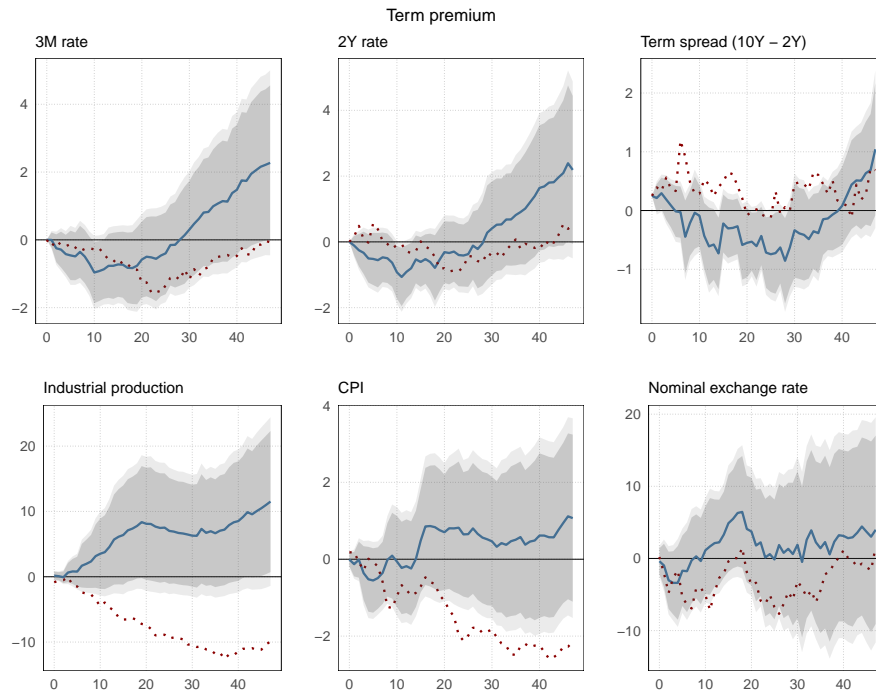 Term premium
3M rate
2Y rate
Term spread (10Y − 2Y)
4
2
0
−2
0 10 20 30 40
4
2
0
−2
0 10 20 30 40
2
1
0
−1
0 10 20 30 40
Industrial production
CPI
Nominal exchange rate
20
10
0
−10
0 10 20 30 40
4
2
0
−2
0 10 20 30 40
20
10
0
−10
0 10 20 30 40